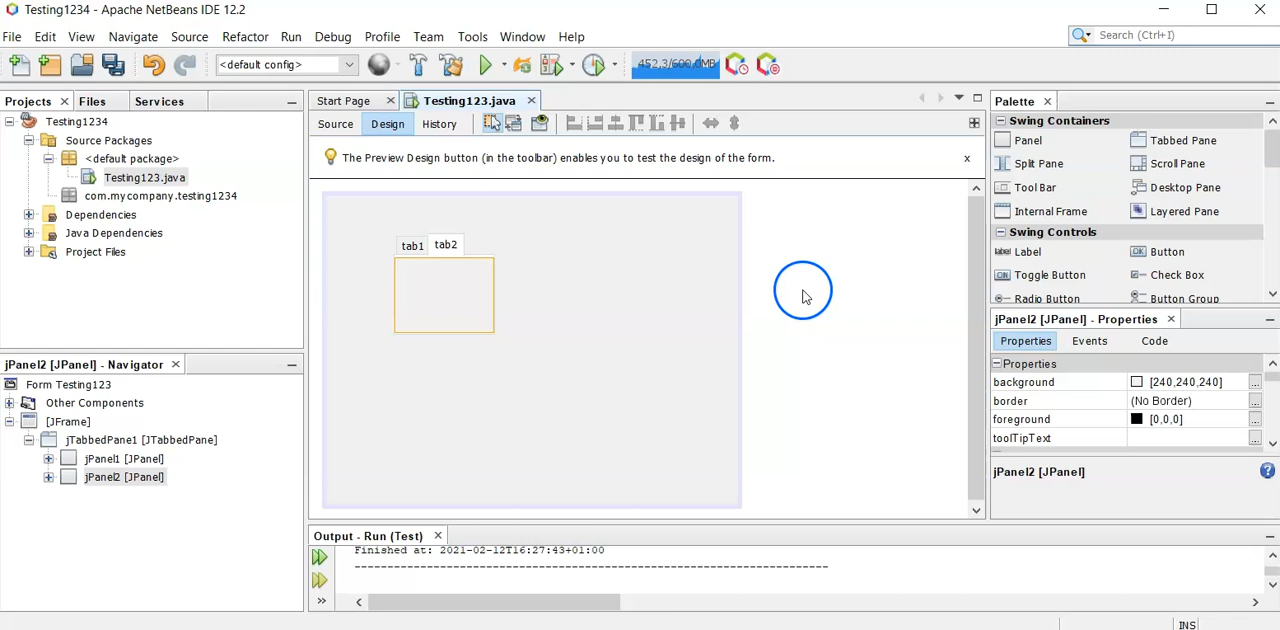 Testing1234 - Apache NetBeans IDE 12.2
File Edit View Navigate Source Refactor Run Debug Profile Team Tools Window Help
Search (Ctrl+I)
<default config>
452,3/600,0MB
Projects Files Services
Testing1234
Source Packages
<default package>
Testing123.java
com.mycompany.testing1234
Dependencies
Java Dependencies
Project Files
jPanel2 [JPanel] - Navigator
Form Testing123
Other Components
[JFrame]
jTabbedPane1 [JTabbedPane]
jPanel1 [JPanel]
jPanel2 [JPanel]
Start Page Testing123.java
Source Design History
The Preview Design button (in the toolbar) enables you to test the design of the form. x
tab1 tab2
Output - Run (Test)
Finished at: 2021-02-12T16:27:43+01:00
------------------------------------------------------------------------
Palette
Swing Containers
Panel Tabbed Pane
Split Pane Scroll Pane
Tool Bar Desktop Pane
Internal Frame Layered Pane
Swing Controls
label Label OK Button
ON Toggle Button Check Box
Radio Button Button Group
jPanel2 [JPanel] - Properties
Properties Events Code
Properties
background [240,240,240] ...
border (No Border) ...
foreground [0,0,0] ...
toolTipText ...
jPanel2 [JPanel]
INS